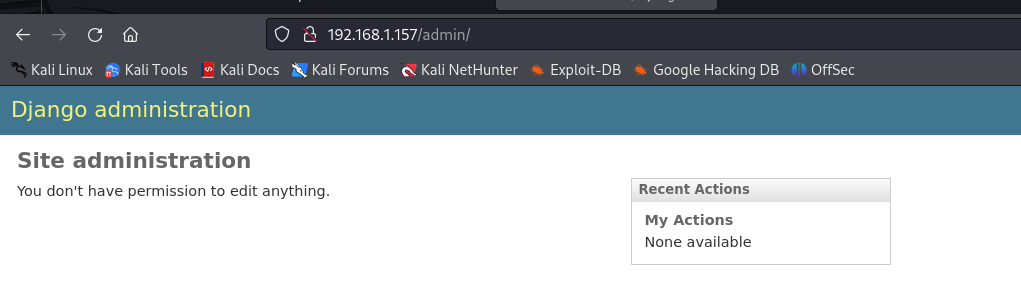 192.168.1.157/admin/
Kali Linux Kali Tools Kali Docs Kali Forums Kali NetHunter Exploit-DB Google Hacking DB OffSec
Django administration
Site administration
You don't have permission to edit anything.
Recent Actions
My Actions
None available